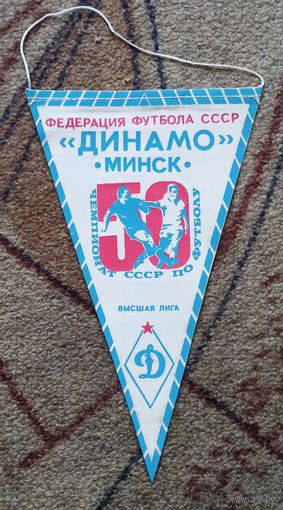 ФЕДЕРАЦИЯ ФУТБОЛА СССР
«ДИНАМО»
•МИНСК•
50
ЧЕМПИОНАТ СССР ПО ФУТБОЛУ
ВЫСШАЯ ЛИГА
Д